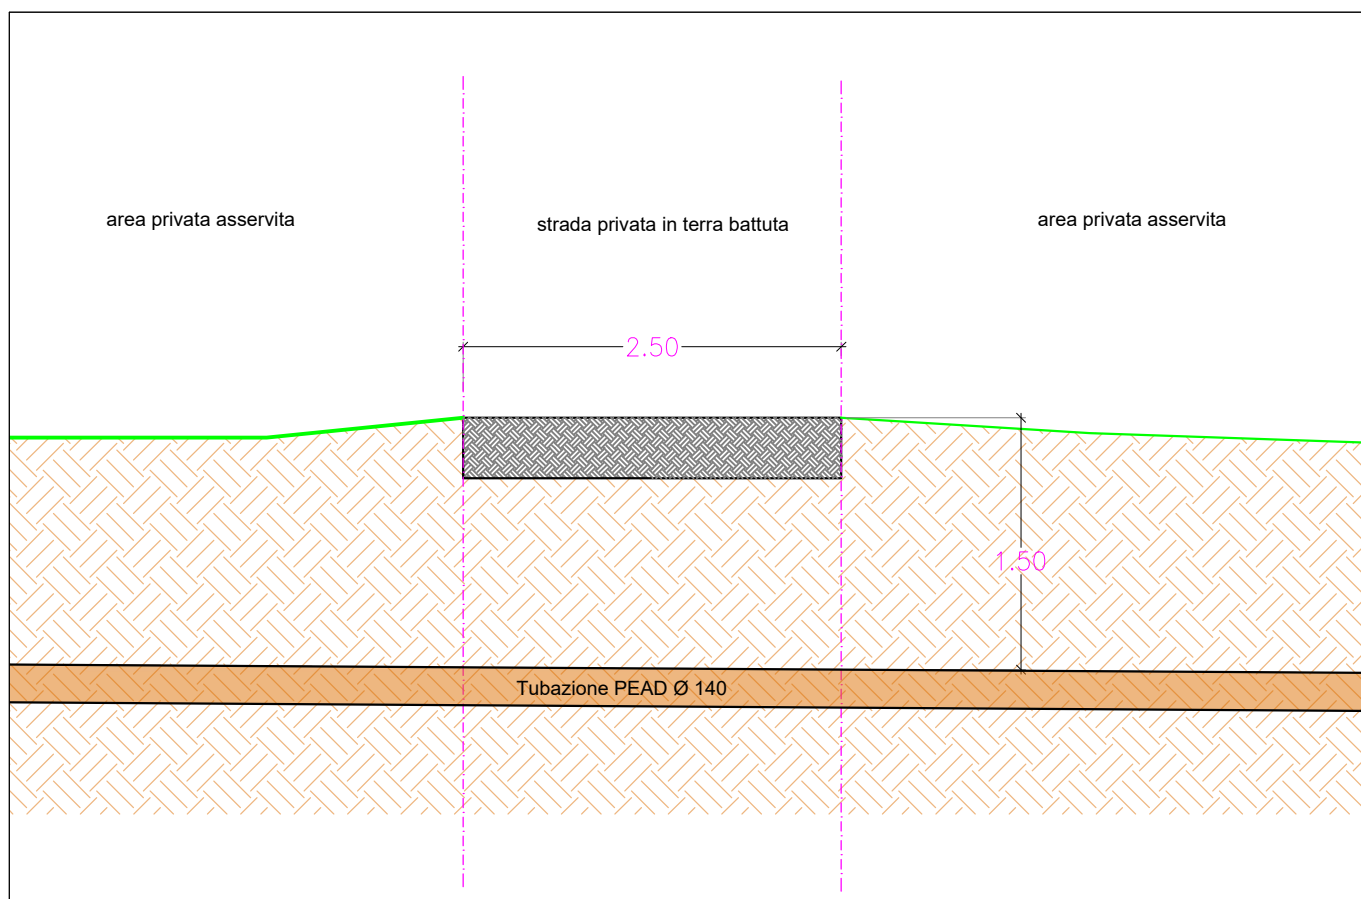 area privata asservita
strada privata in terra battuta
area privata asservita
2.50
1.50
Tubazione PEAD Ø 140